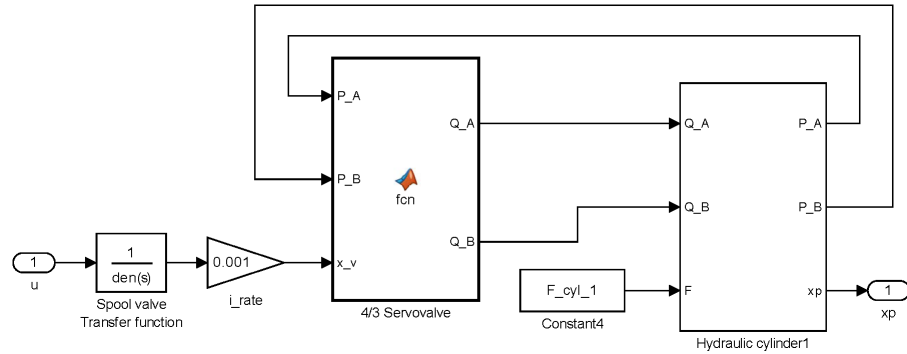 P_A
P_B
x_v
fcn
Q_A
Q_B
4/3 Servovalve
1
u
1
den(s)
Spool valve
Transfer function
0.001
i_rate
F_cyl_1
Constant4
Q_A
Q_B
F
P_A
P_B
xp
Hydraulic cylinder1
1
xp